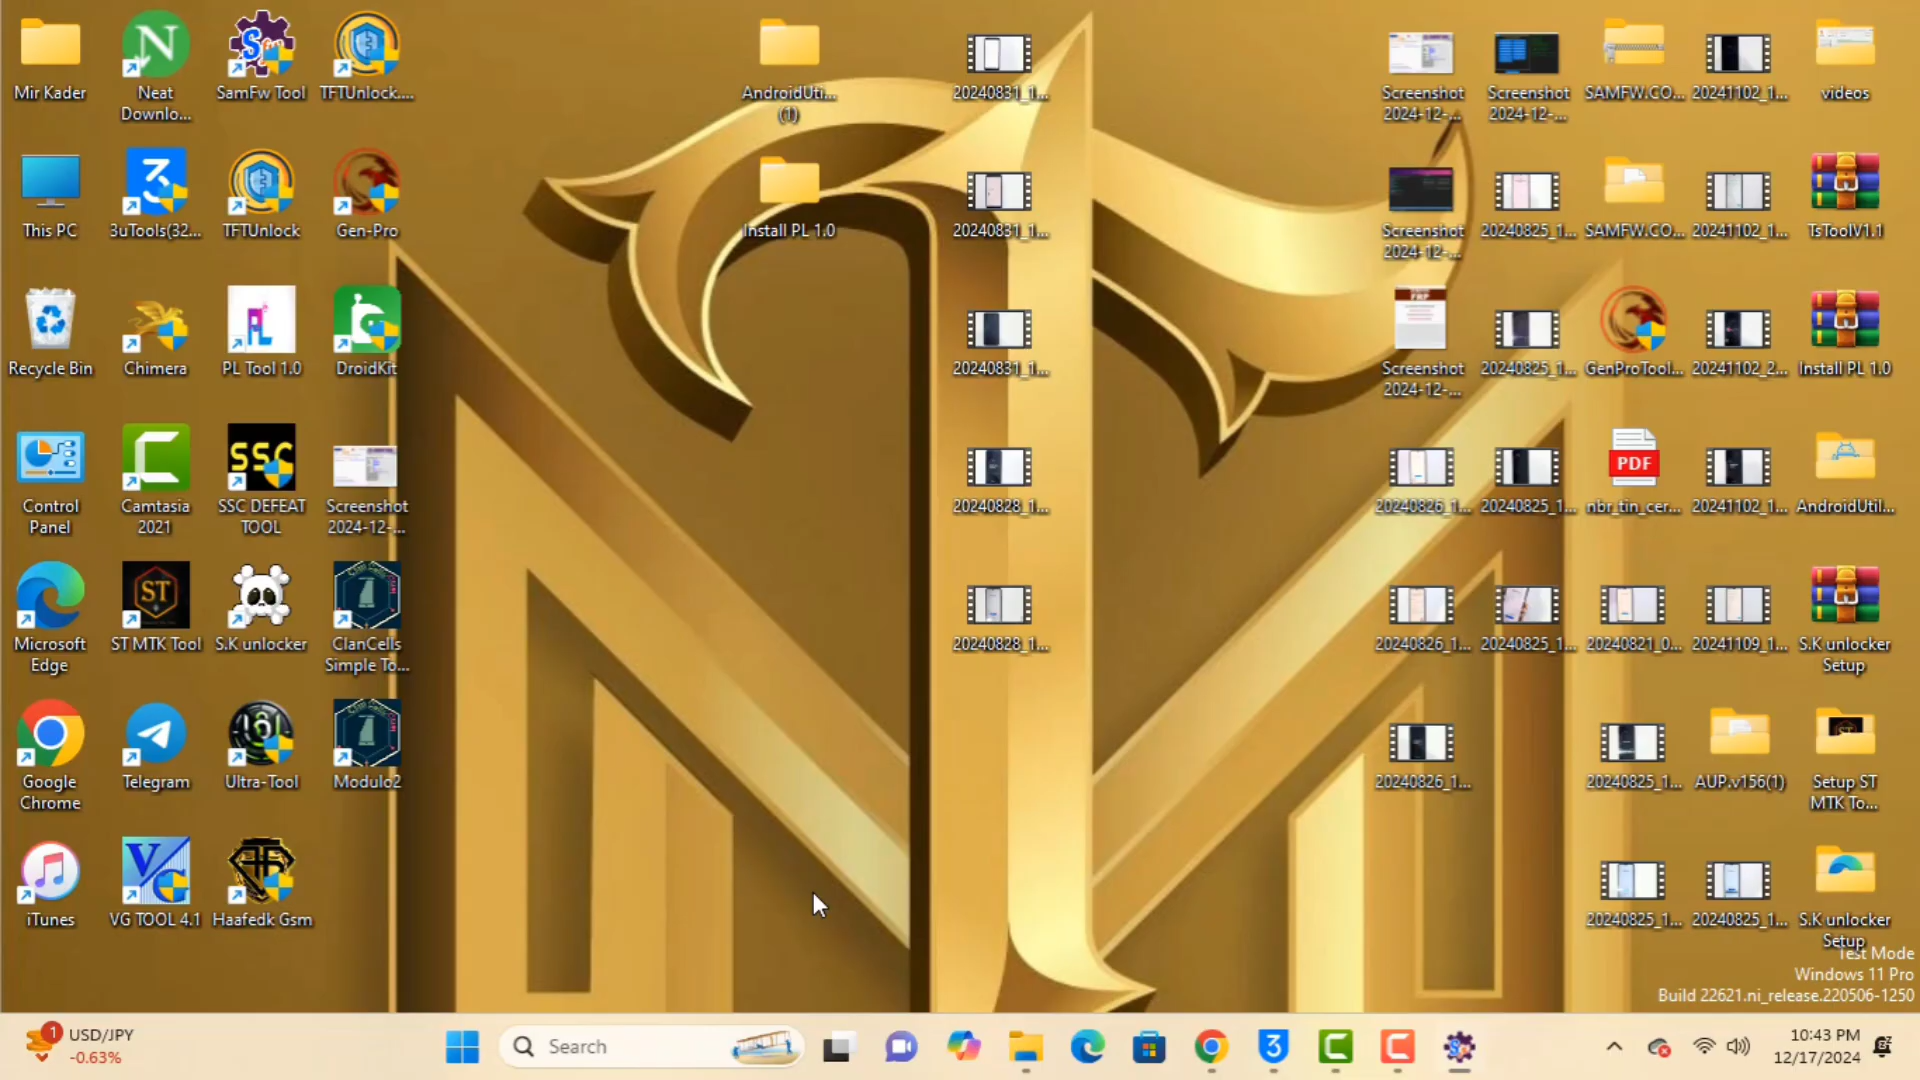 Mir Kader
Neat
Downlo...
SamFw Tool
TFTUnlock....
This PC
3uTools(32...
TFTUnlock
Gen-Pro
Recycle Bin
Chimera
PL Tool 1.0
DroidKit
Control
Panel
Camtasia
2021
SSC
SSC DEFEAT
TOOL
Screenshot
2024-12-...
Microsoft
Edge
ST
ST MTK Tool
S.K unlocker
ClanCells
Simple To...
Google
Chrome
Telegram
Ultra-Tool
Modulo2
iTunes
VG TOOL 4.1
Haafedk Gsm
AndroidUti...
(1)
Install PL 1.0
20240831_1...
20240831_1...
20240831_1...
20240828_1...
20240828_1...
Screenshot
2024-12-...
Screenshot
2024-12-...
SAMFW.CO...
20241102_1...
videos
Screenshot
2024-12-...
20240825_1...
SAMFW.CO...
20241102_1...
TsToolV1.1
FRP
Screenshot
2024-12-...
20240825_1...
GenProTool...
20241102_2...
Install PL 1.0
20240826_1...
20240825_1...
PDF
nbr_tin_cer...
20241102_1...
AndroidUtil...
20240826_1...
20240825_1...
20240821_0...
20241109_1...
S.K unlocker
Setup
20240826_1...
20240825_1...
AUP.v156(1)
Setup ST
MTK To...
20240825_1...
20240825_1...
S.K unlocker
Setup
Test Mode
Windows 11 Pro
Build 22621.ni_release.220506-1250
1
USD/JPY
-0.63%
Search
10:43 PM
12/17/2024